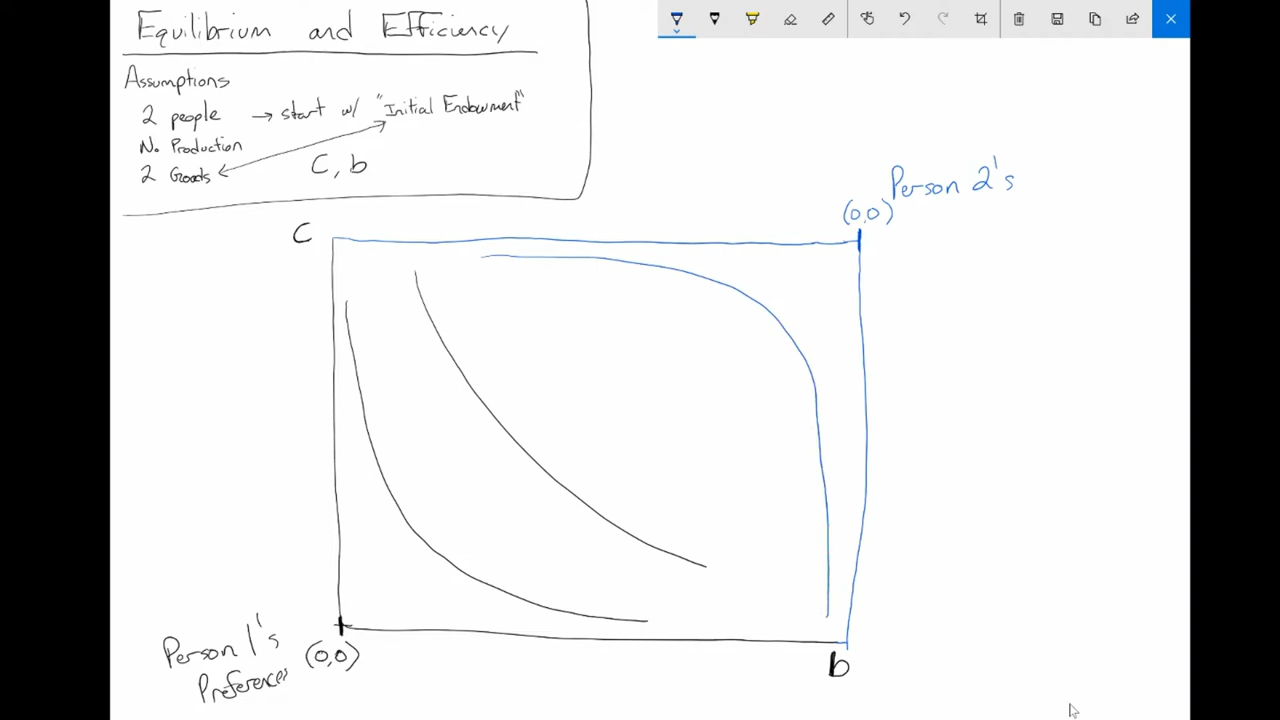 Equilibrium and Efficiency
Assumptions
2 people → start w/ "Initial Endowment"
No Production
2 Goods
C, b
Person 2's
(0,0)
C
Person 1's
(0,0)
Preferences
b